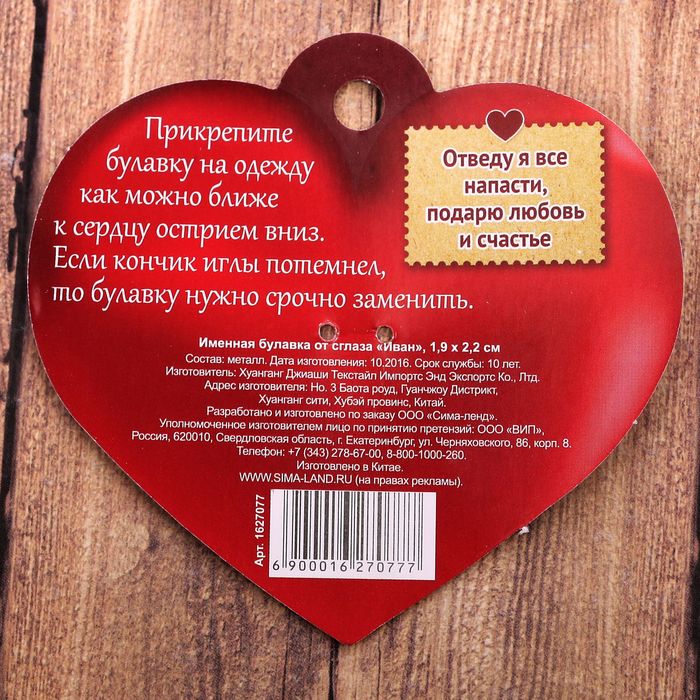 Прикрепите
булавку на одежду
как можно ближе
к сердцу острием вниз.
Если кончик иглы потемнел,
то булавку нужно срочно заменить.
Отведу я все
напасти,
подарю любовь
и счастье
Именная булавка от сглаза «Иван», 1,9 х 2,2 см
Состав: металл. Дата изготовления: 10.2016. Срок службы: 10 лет.
Изготовитель: Хуанганг Джиаши Текстайл Импортс Энд Экспортс Ко., Лтд.
Адрес изготовителя: Но. 3 Баота роуд, Гуанчжоу Дистрикт,
Хуанганг сити, Хубэй провинс, Китай.
Разработано и изготовлено по заказу ООО «Сима-ленд».
Уполномоченное изготовителем лицо по принятию претензий: ООО «ВИП»,
Россия, 620010, Свердловская область, г. Екатеринбург, ул. Черняховского, 86, корп. 8.
Телефон: +7 (343) 278-67-00, 8-800-1000-260.
Изготовлено в Китае.
WWW.SIMA-LAND.RU (на правах рекламы).
Арт. 1627077
6 900016 270777